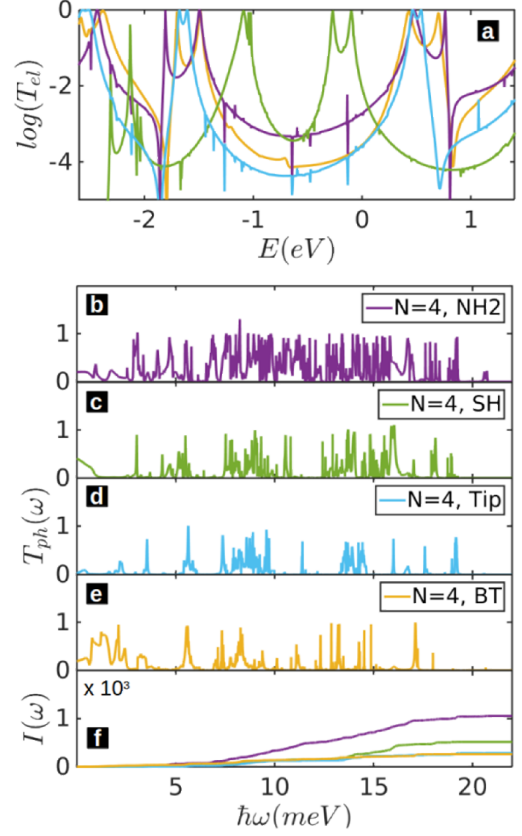 a
0
-2
-4
log(T_el)
-2
-1
0
1
E(eV)
b
N=4, NH2
1
0
c
N=4, SH
1
0
d
N=4, Tip
1
0
T_ph(ω)
e
N=4, BT
1
0
x 10³
f
1
0
I(ω)
5
10
15
20
ℏω(meV)